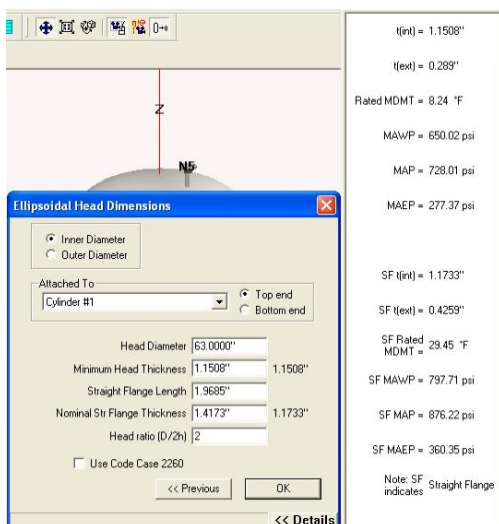 Z
N5
Ellipsoidal Head Dimensions
Inner Diameter
Outer Diameter
Attached To
Cylinder #1
Top end
Bottom end
Head Diameter 63.0000"
Minimum Head Thickness 1.1508" 1.1508"
Straight Flange Length 1.9685"
Nominal Str Flange Thickness 1.4173" 1.1733"
Head ratio (D/2h) 2
Use Code Case 2260
<< Previous OK
<< Details
t(int) = 1.1508"
t(ext) = 0.289"
Rated MDMT = 8.24 °F
MAWP = 650.02 psi
MAP = 728.01 psi
MAEP = 277.37 psi
SF t(int) = 1.1733"
SF t(ext) = 0.4259"
SF Rated
MDMT = 29.45 °F
SF MAWP = 797.71 psi
SF MAP = 876.22 psi
SF MAEP = 360.35 psi
Note: SF
indicates Straight Flange